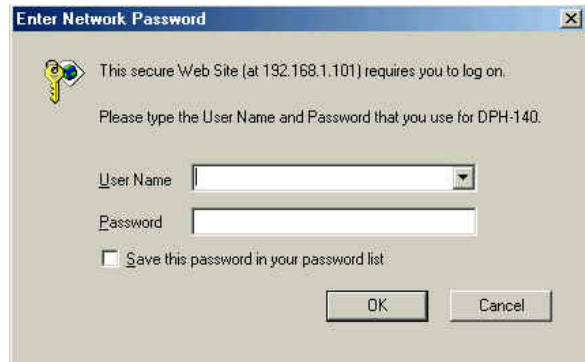 Enter Network Password
This secure Web Site (at 192.168.1.101) requires you to log on.
Please type the User Name and Password that you use for DPH-140.
User Name
Password
Save this password in your password list
OK
Cancel